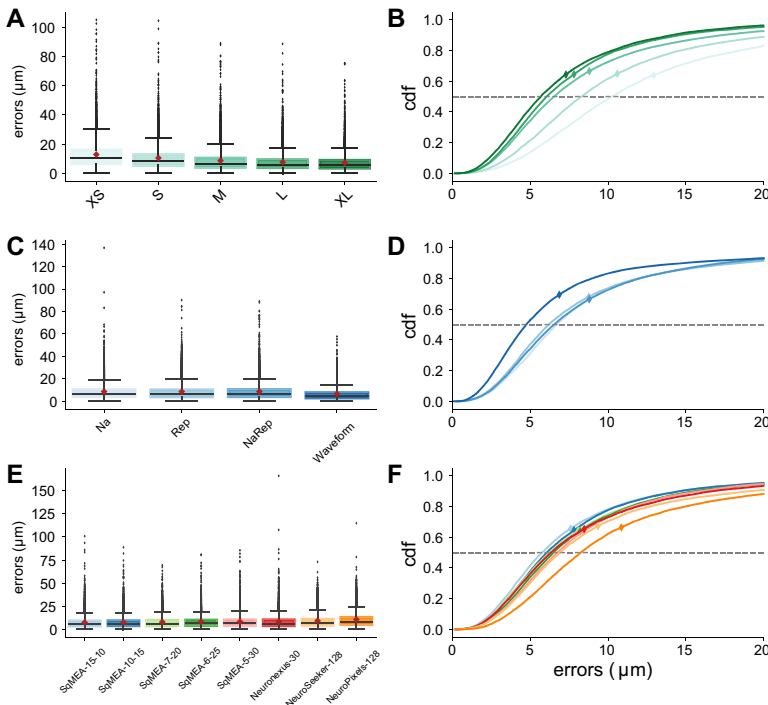 A
errors (µm)
100
80
60
40
20
0
XS
S
M
L
XL
B
cdf
1.0
0.8
0.6
0.4
0.2
0.0
0
5
10
15
20
C
errors (µm)
140
120
100
80
60
40
20
0
Na
Rep
NaRep
Waveform
D
cdf
1.0
0.8
0.6
0.4
0.2
0.0
0
5
10
15
20
E
errors (µm)
150
125
100
75
50
25
0
SqMEA-15-10
SqMEA-10-15
SqMEA-7-20
SqMEA-6-25
SqMEA-5-30
Neuronexus-30
NeuroSeeker-128
NeuroPixels-128
F
cdf
1.0
0.8
0.6
0.4
0.2
0.0
0
5
10
15
20
errors (µm)